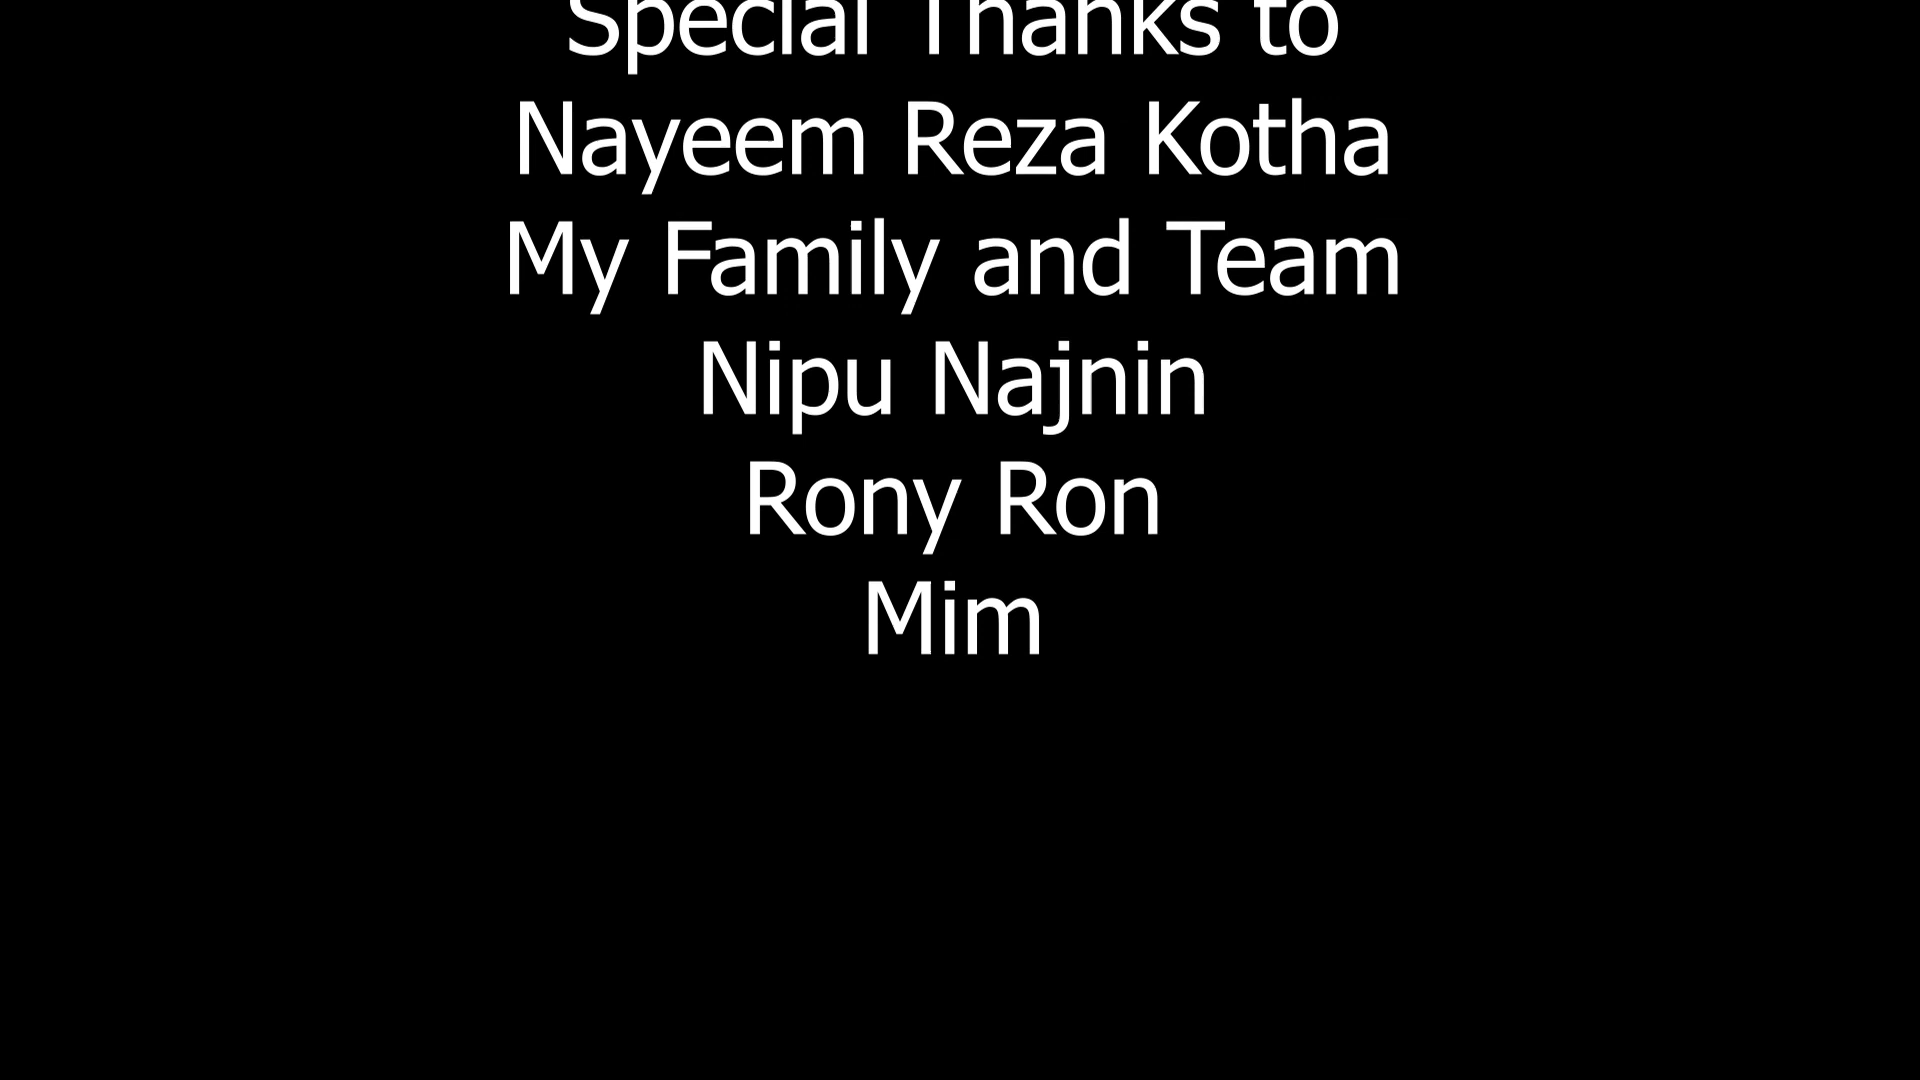 Special Thanks to
Nayeem Reza Kotha
My Family and Team
Nipu Najnin
Rony Ron
Mim